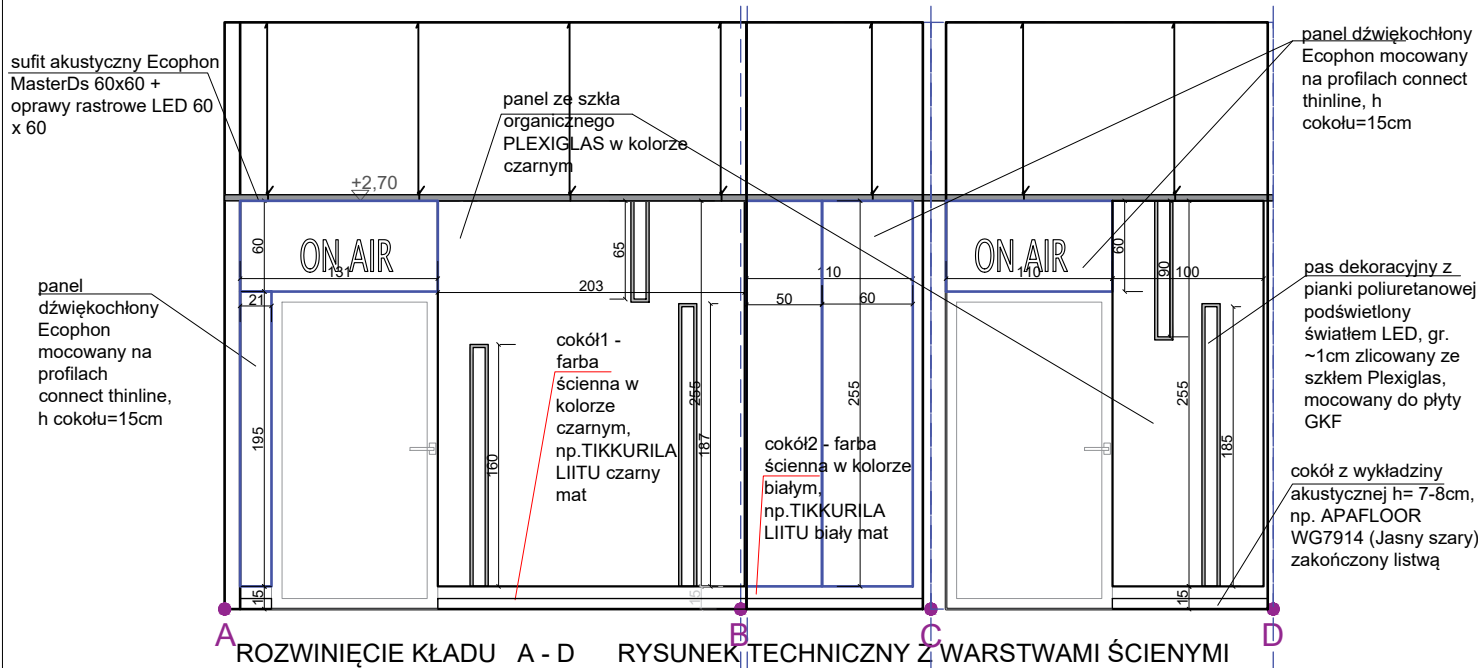 sufit akustyczny Ecophon
MasterDs 60x60 +
oprawy rastrowe LED 60
x 60
panel ze szkła
organicznego
PLEXIGLAS w kolorze
czarnym
panel dźwiękochłony
Ecophon mocowany
na profilach connect
thinline, h
cokołu=15cm
+2,70
60
ON AIR
131
21
203
65
110
50
60
ON AIR
110
60
90
100
panel
dźwiękochłony
Ecophon
mocowany na
profilach
connect thinline,
h cokołu=15cm
195
160
cokół1 -
farba
ścienna w
kolorze
czarnym,
np.TIKKURILA
LIITU czarny
mat
255
187
255
cokół2 - farba
ścienna w kolorze
białym,
np.TIKKURILA
LIITU biały mat
255
185
pas dekoracyjny z
pianki poliuretanowej
podświetlony
światłem LED, gr.
~1cm zlicowany ze
szkłem Plexiglas,
mocowany do płyty
GKF
cokół z wykładziny
akustycznej h= 7-8cm,
np. APAFLOOR
WG7914 (Jasny szary)
zakończony listwą
15
15
15
A
B
C
D
ROZWINIĘCIE KŁADU A - D RYSUNEK TECHNICZNY Z WARSTWAMI ŚCIENYMI